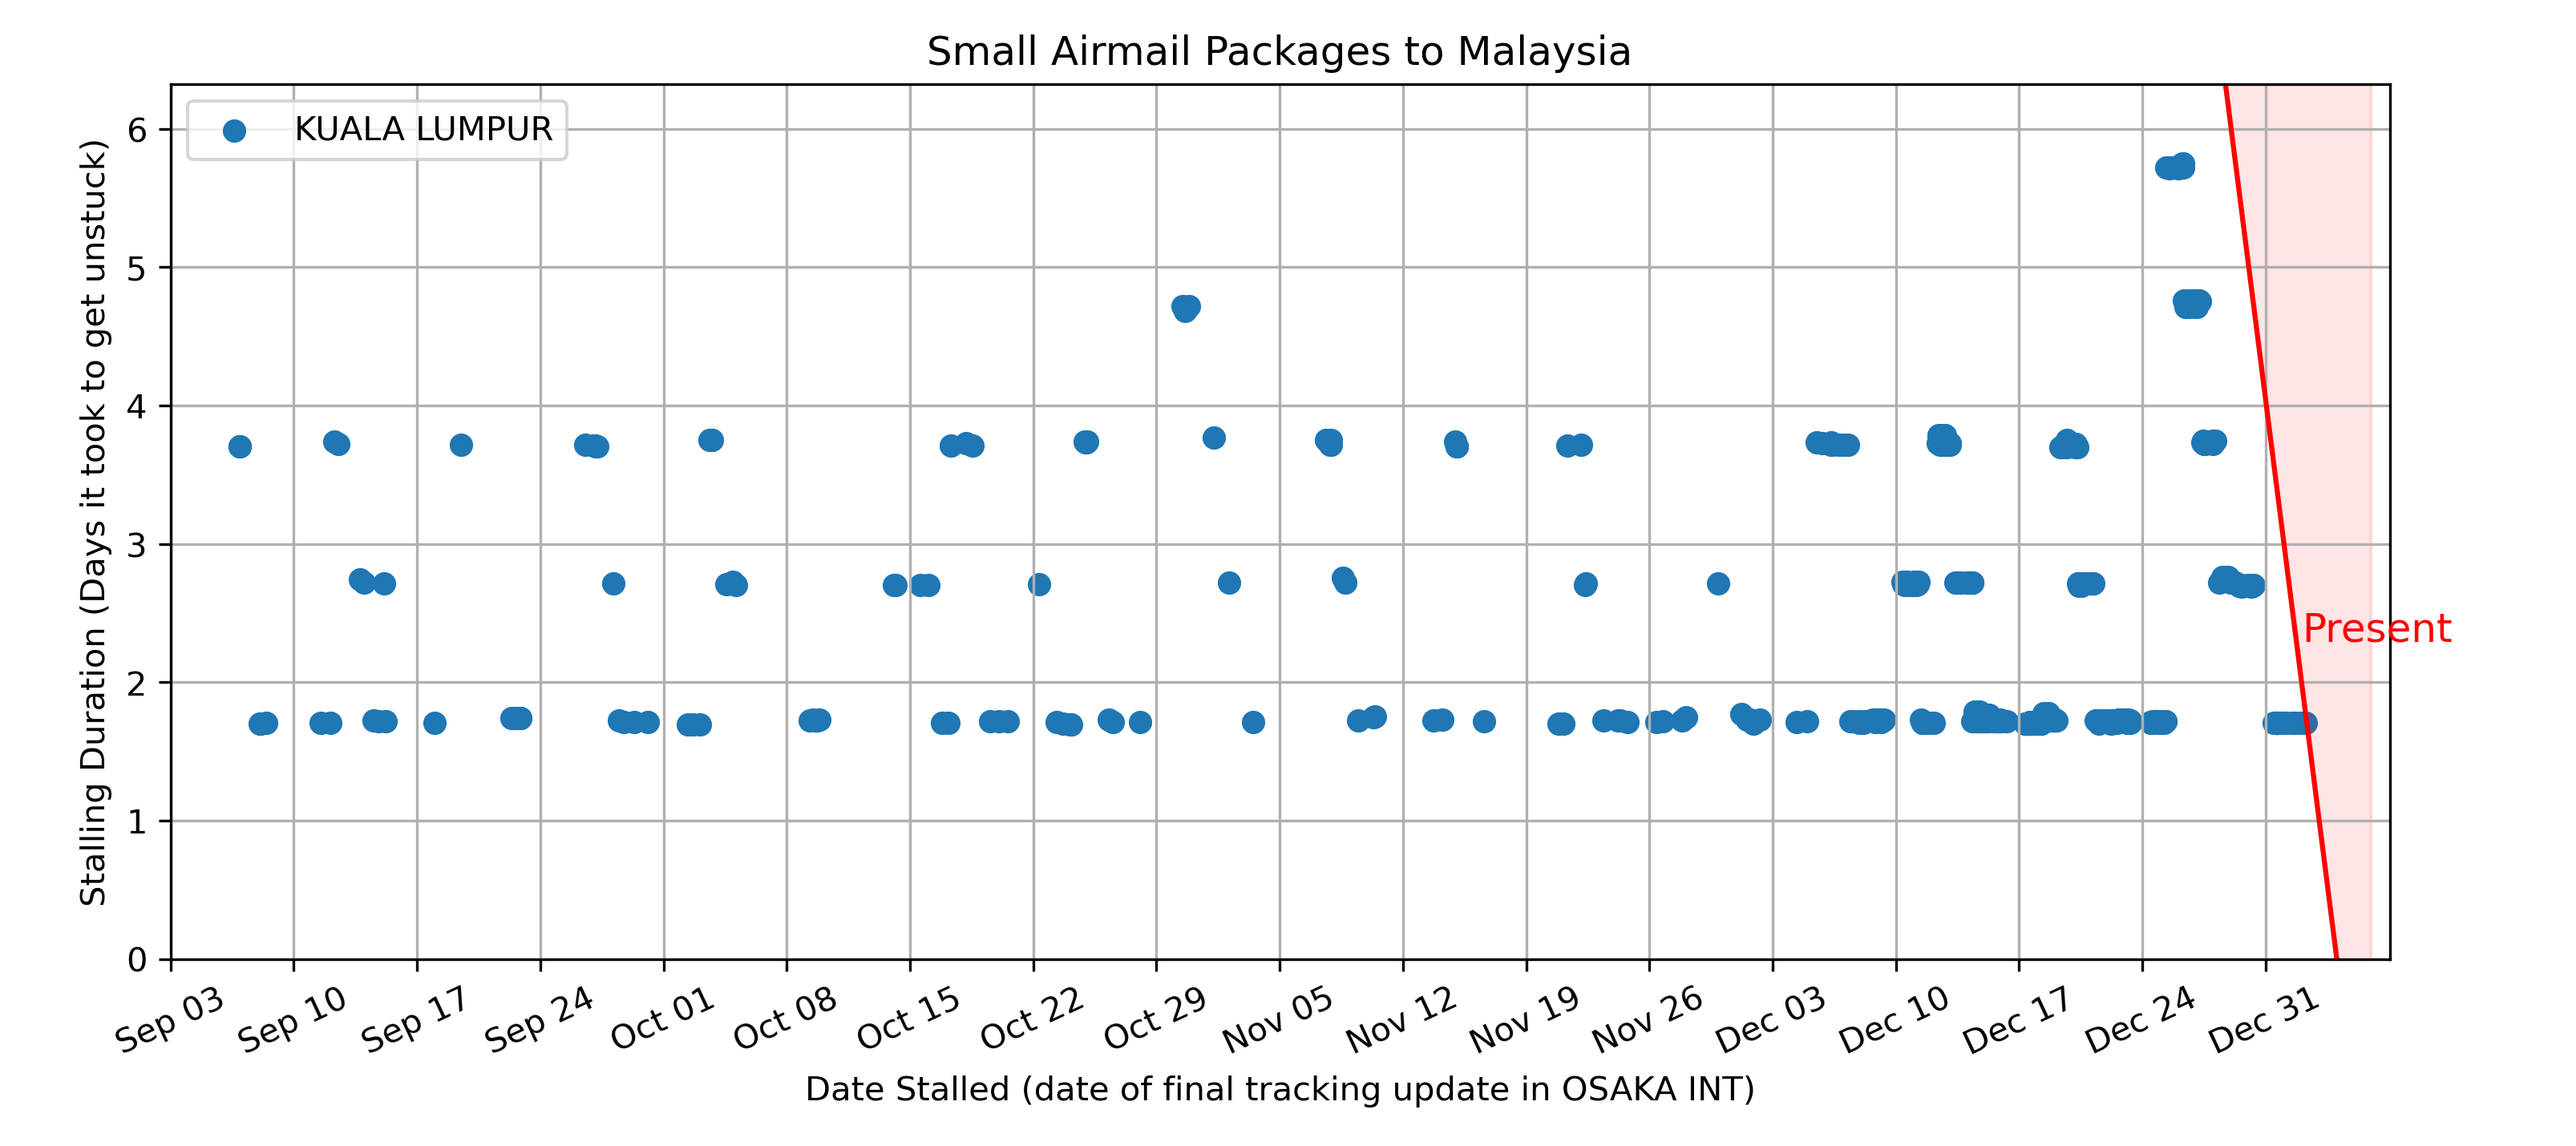 Small Airmail Packages to Malaysia
KUALA LUMPUR
Stalling Duration (Days it took to get unstuck)
6
5
4
3
2
1
0
Present
Sep 03
Sep 10
Sep 17
Sep 24
Oct 01
Oct 08
Oct 15
Oct 22
Oct 29
Nov 05
Nov 12
Nov 19
Nov 26
Dec 03
Dec 10
Dec 17
Dec 24
Dec 31
Date Stalled (date of final tracking update in OSAKA INT)